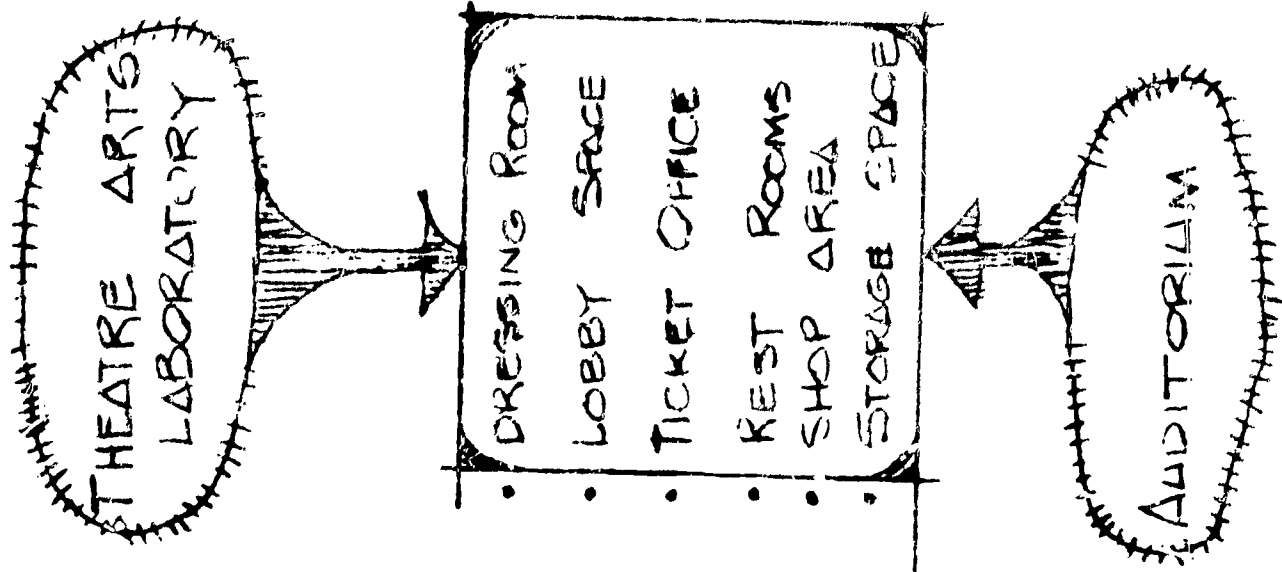 THEATRE ARTS
LABORATORY
DRESSING ROOM
LOBBY SPACE
TICKET OFFICE
REST ROOMS
SHOP AREA
STORAGE SPACE
AUDITORIUM